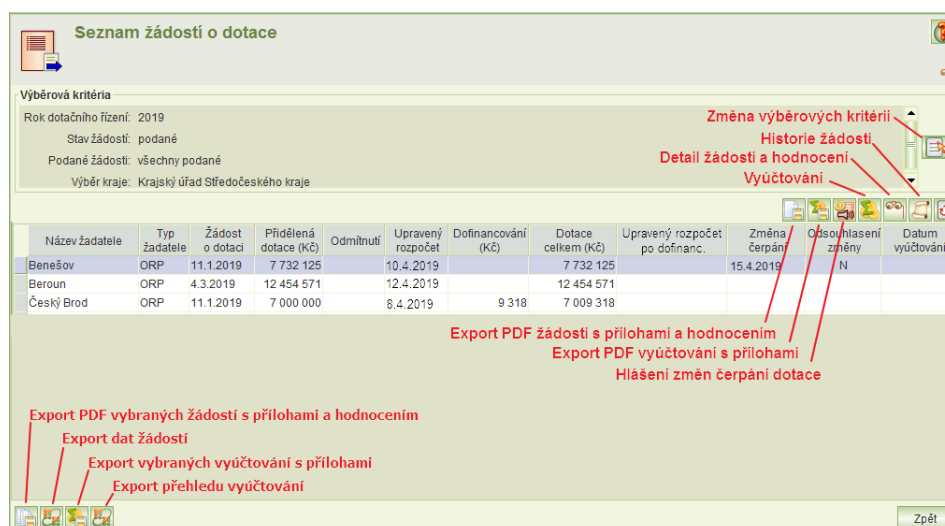 Seznam žádostí o dotace
Výběrová kritéria
Rok dotačního řízení: 2019
Stav žádostí: podané
Podané žádosti: všechny podané
Výběr kraje: Krajský úřad Středočeského kraje
Změna výběrových kritérií
Historie žádosti
Detail žádosti a hodnocení
Vyúčtování
Název žadatele Typ žadatele Žádost o dotaci Přidělená dotace (Kč) Odmítnutí Upravený rozpočet Dofinancování (Kč) Dotace celkem (Kč) Upravený rozpočet po dofinanc. Změna čerpání Odsouhlasení změny Datum vyúčtování
Benešov ORP 11.1.2019 7 732 125 10.4.2019 7 732 125 15.4.2019 N
Beroun ORP 4.3.2019 12 454 571 12.4.2019 12 454 571
Český Brod ORP 11.1.2019 7 000 000 8.4.2019 9 318 7 009 318
Export PDF žádosti s přílohami a hodnocením
Export PDF vyúčtování s přílohami
Hlášení změn čerpání dotace
Export PDF vybraných žádostí s přílohami a hodnocením
Export dat žádostí
Export vybraných vyúčtování s přílohami
Export přehledu vyúčtování
Zpět